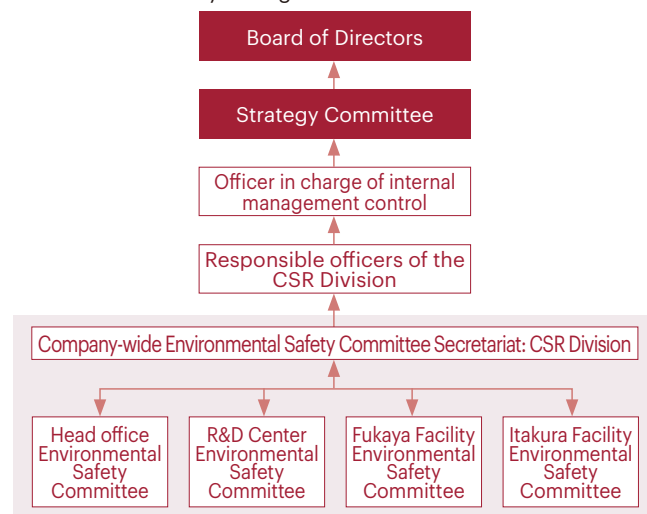 Board of Directors
Strategy Committee
Officer in charge of internal
management control
Responsible officers of the
CSR Division
Company-wide Environmental Safety Committee Secretariat: CSR Division
Head office
Environmental
Safety
Committee
R&D Center
Environmental
Safety
Committee
Fukaya Facility
Environmental
Safety
Committee
Itakura Facility
Environmental
Safety
Committee